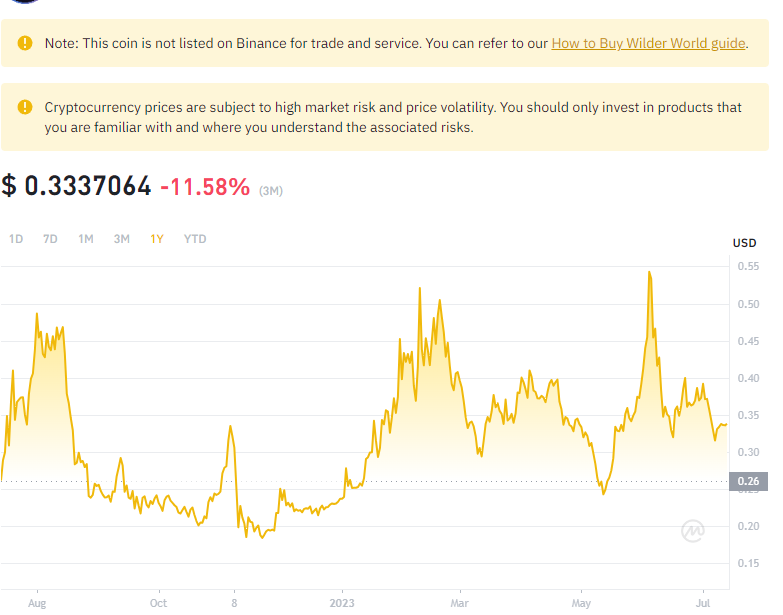 Note: This coin is not listed on Binance for trade and service. You can refer to our How to Buy Wilder World guide.
Cryptocurrency prices are subject to high market risk and price volatility. You should only invest in products that
you are familiar with and where you understand the associated risks.
$ 0.3337064 -11.58% (3M)
1D 7D 1M 3M 1Y YTD
USD
0.55
0.50
0.45
0.40
0.35
0.30
0.26
0.20
0.15
Aug Oct 8 2023 Mar May Jul